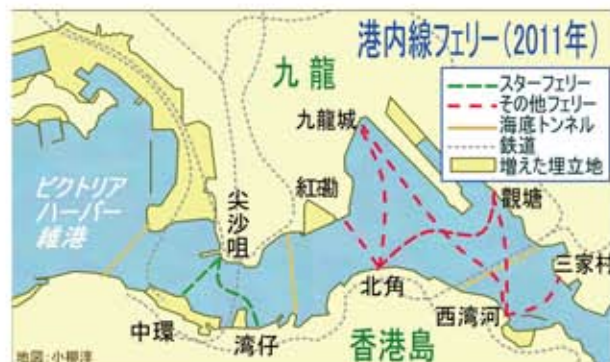 港内線フェリー(2011年)
スターフェリー
その他フェリー
海底トンネル
鉄道
増えた埋立地
九龍
九龍城
紅磡
觀塘
尖沙咀
三家村
ビクトリア
ハーバー
維港
北角
西湾河
中環
湾仔
香港島
地図:小柳淳